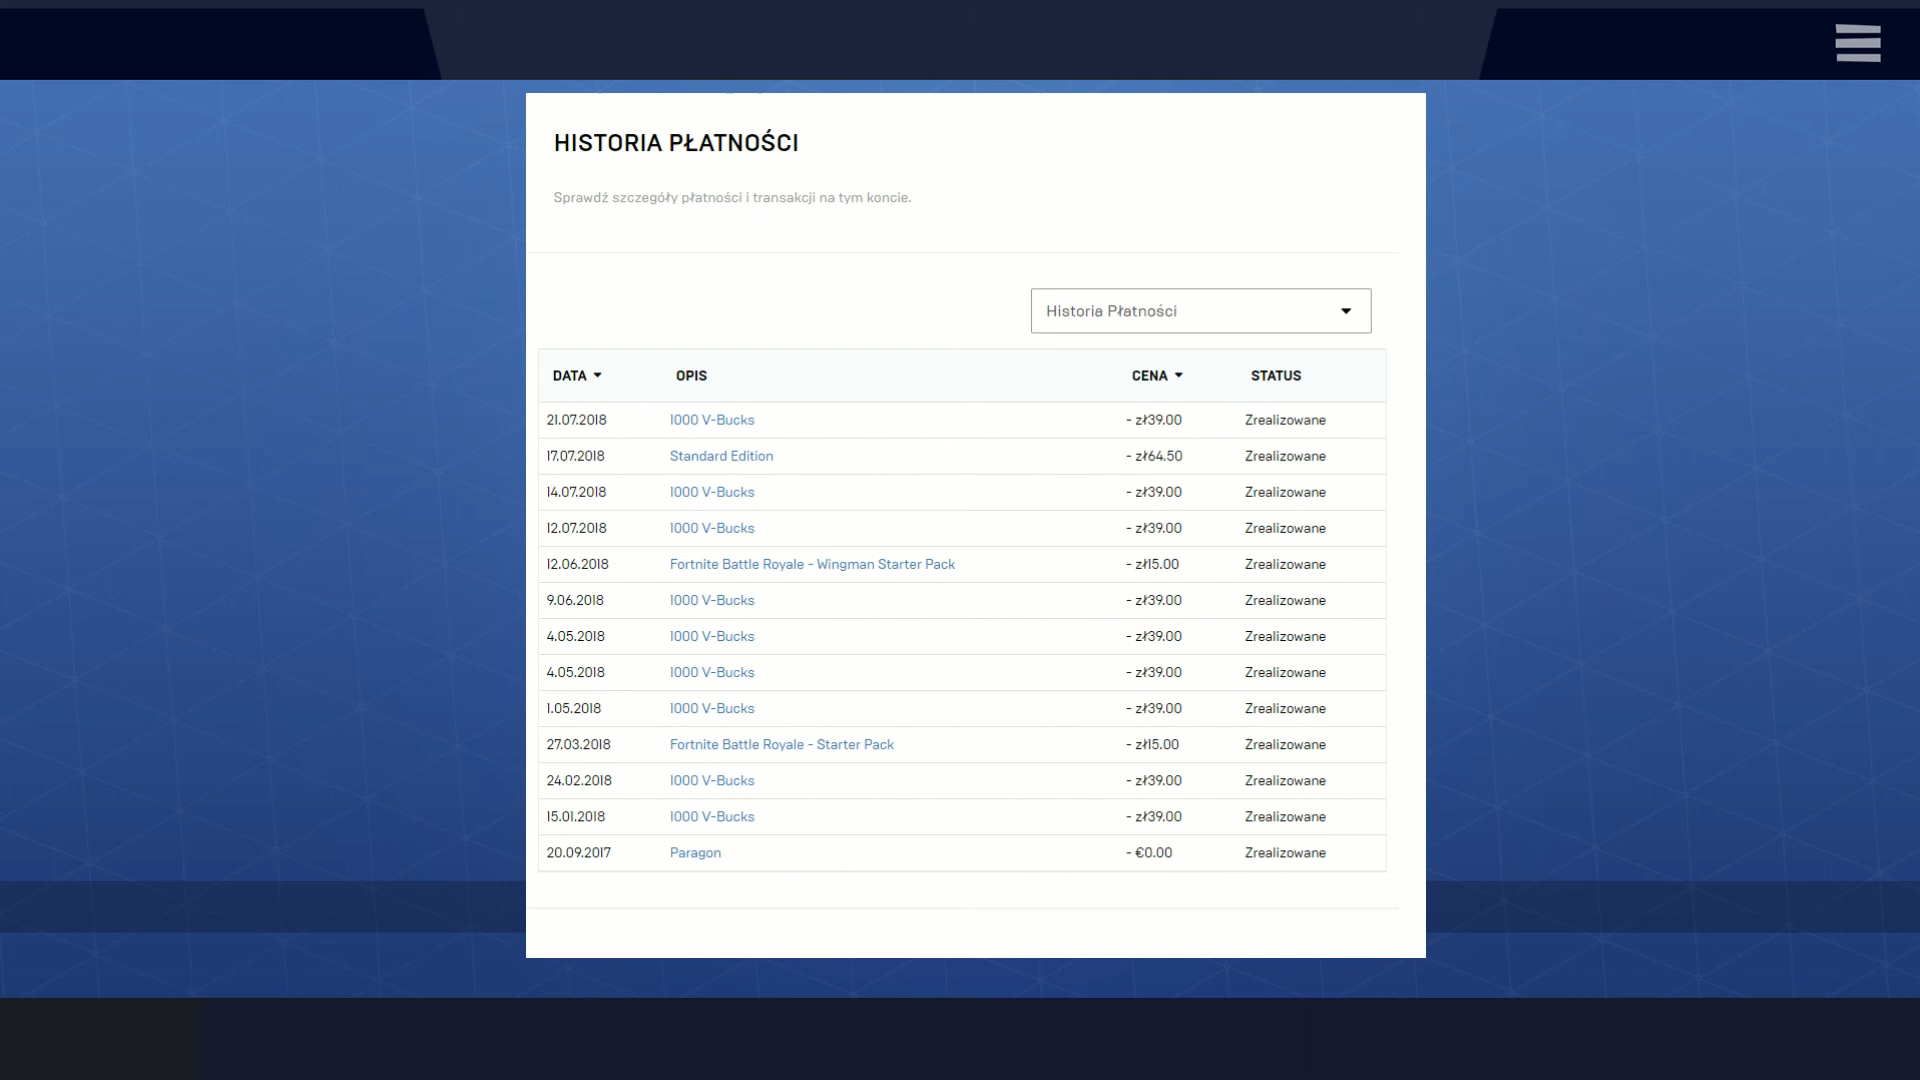 HISTORIA PŁATNOŚCI
Sprawdź szczegóły płatności i transakcji na tym koncie.
Historia Płatności
DATA OPIS CENA STATUS
21.07.2018 1000 V-Bucks - zł39.00 Zrealizowane
17.07.2018 Standard Edition - zł64.50 Zrealizowane
14.07.2018 1000 V-Bucks - zł39.00 Zrealizowane
12.07.2018 1000 V-Bucks - zł39.00 Zrealizowane
12.06.2018 Fortnite Battle Royale - Wingman Starter Pack - zł15.00 Zrealizowane
9.06.2018 1000 V-Bucks - zł39.00 Zrealizowane
4.05.2018 1000 V-Bucks - zł39.00 Zrealizowane
4.05.2018 1000 V-Bucks - zł39.00 Zrealizowane
1.05.2018 1000 V-Bucks - zł39.00 Zrealizowane
27.03.2018 Fortnite Battle Royale - Starter Pack - zł15.00 Zrealizowane
24.02.2018 1000 V-Bucks - zł39.00 Zrealizowane
15.01.2018 1000 V-Bucks - zł39.00 Zrealizowane
20.09.2017 Paragon - €0.00 Zrealizowane